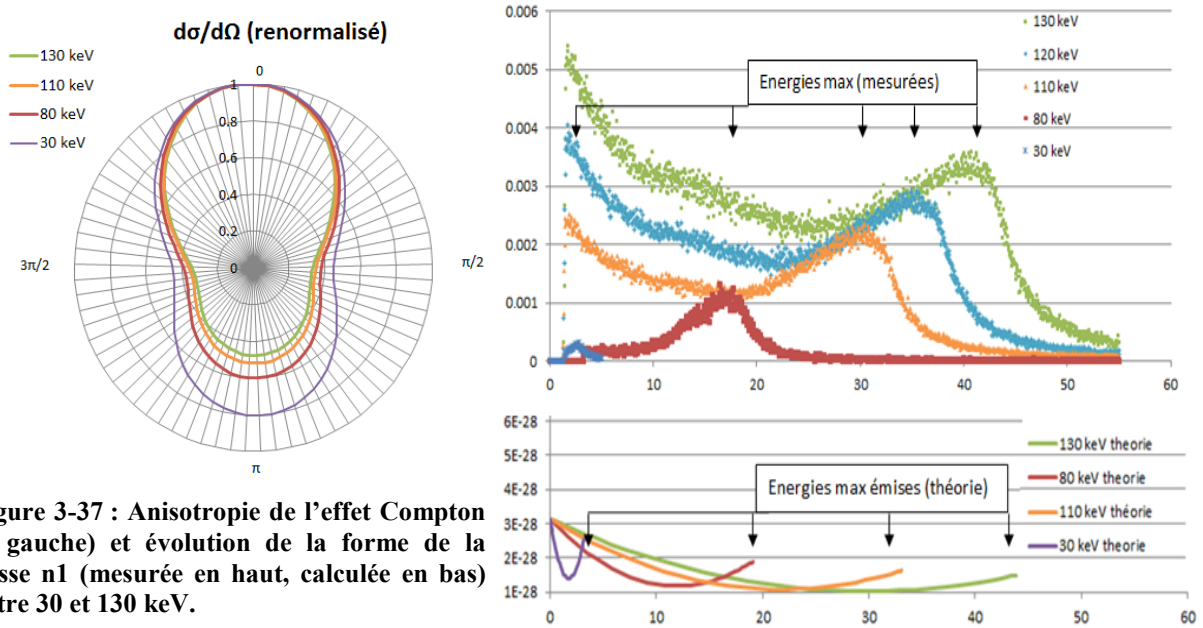 dσ/dΩ (renormalisé)
130 keV
110 keV
80 keV
30 keV
0
1
0.8
0.6
0.4
0.2
0
3π/2
π/2
π
gure 3-37 : Anisotropie de l'effet Compton
gauche) et évolution de la forme de la
sse n1 (mesurée en haut, calculée en bas)
tre 30 et 130 keV.
0.006
0.005
0.004
0.003
0.002
0.001
0
0 10 20 30 40 50 60
Energies max (mesurées)
130 keV
120 keV
110 keV
80 keV
30 keV
6E-28
5E-28
4E-28
3E-28
2E-28
1E-28
0 10 20 30 40 50 60
Energies max émises (théorie)
130 keV theorie
80 keV theorie
110 keV théorie
30 keV theorie